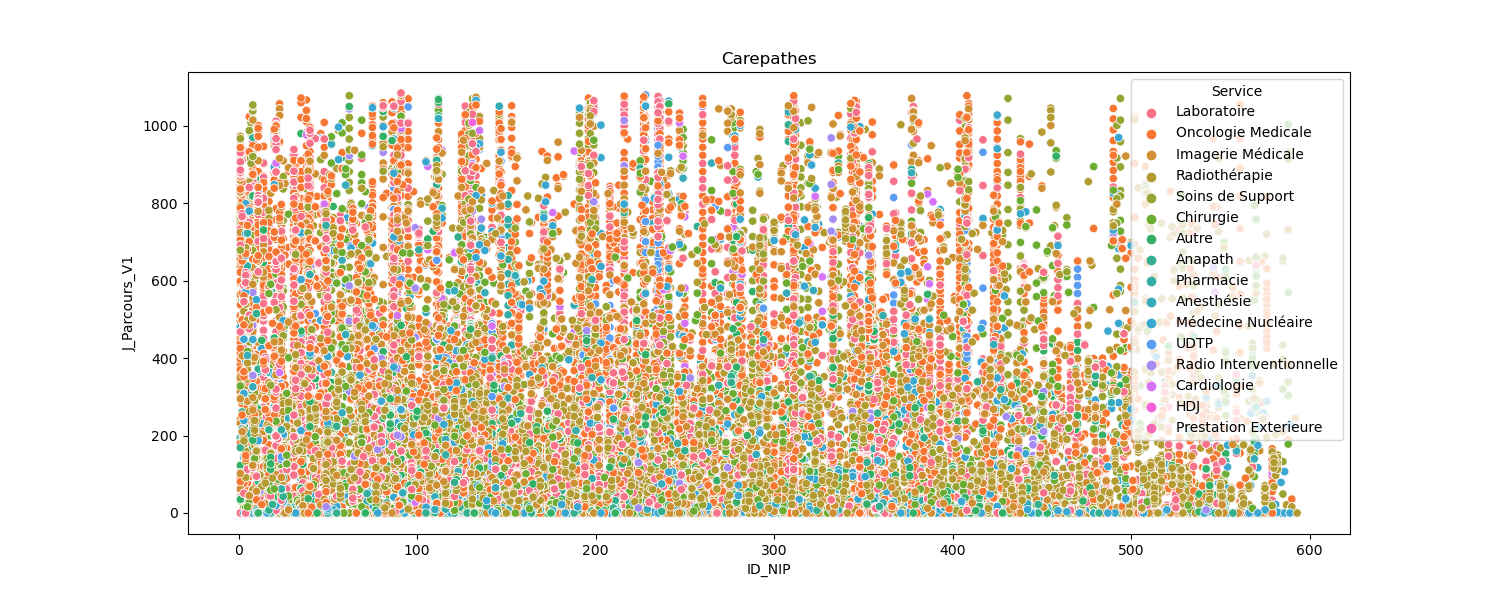 Carepathes
Service
Laboratoire
Oncologie Medicale
Imagerie Médicale
Radiothérapie
Soins de Support
Chirurgie
Autre
Anapath
Pharmacie
Anesthésie
Médecine Nucléaire
UDTP
Radio Interventionnelle
Cardiologie
HDJ
Prestation Exterieure
J_Parcours_V1
1000
800
600
400
200
0
0 100 200 300 400 500 600
ID_NIP